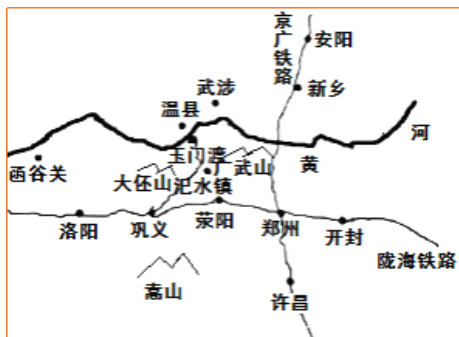 京广铁路
安阳
新乡
武涉
温县
河
玉门渡
黄
函谷关
广武山
大伾山
汜水镇
洛阳
巩义
荥阳
郑州
开封
陇海铁路
嵩山
许昌